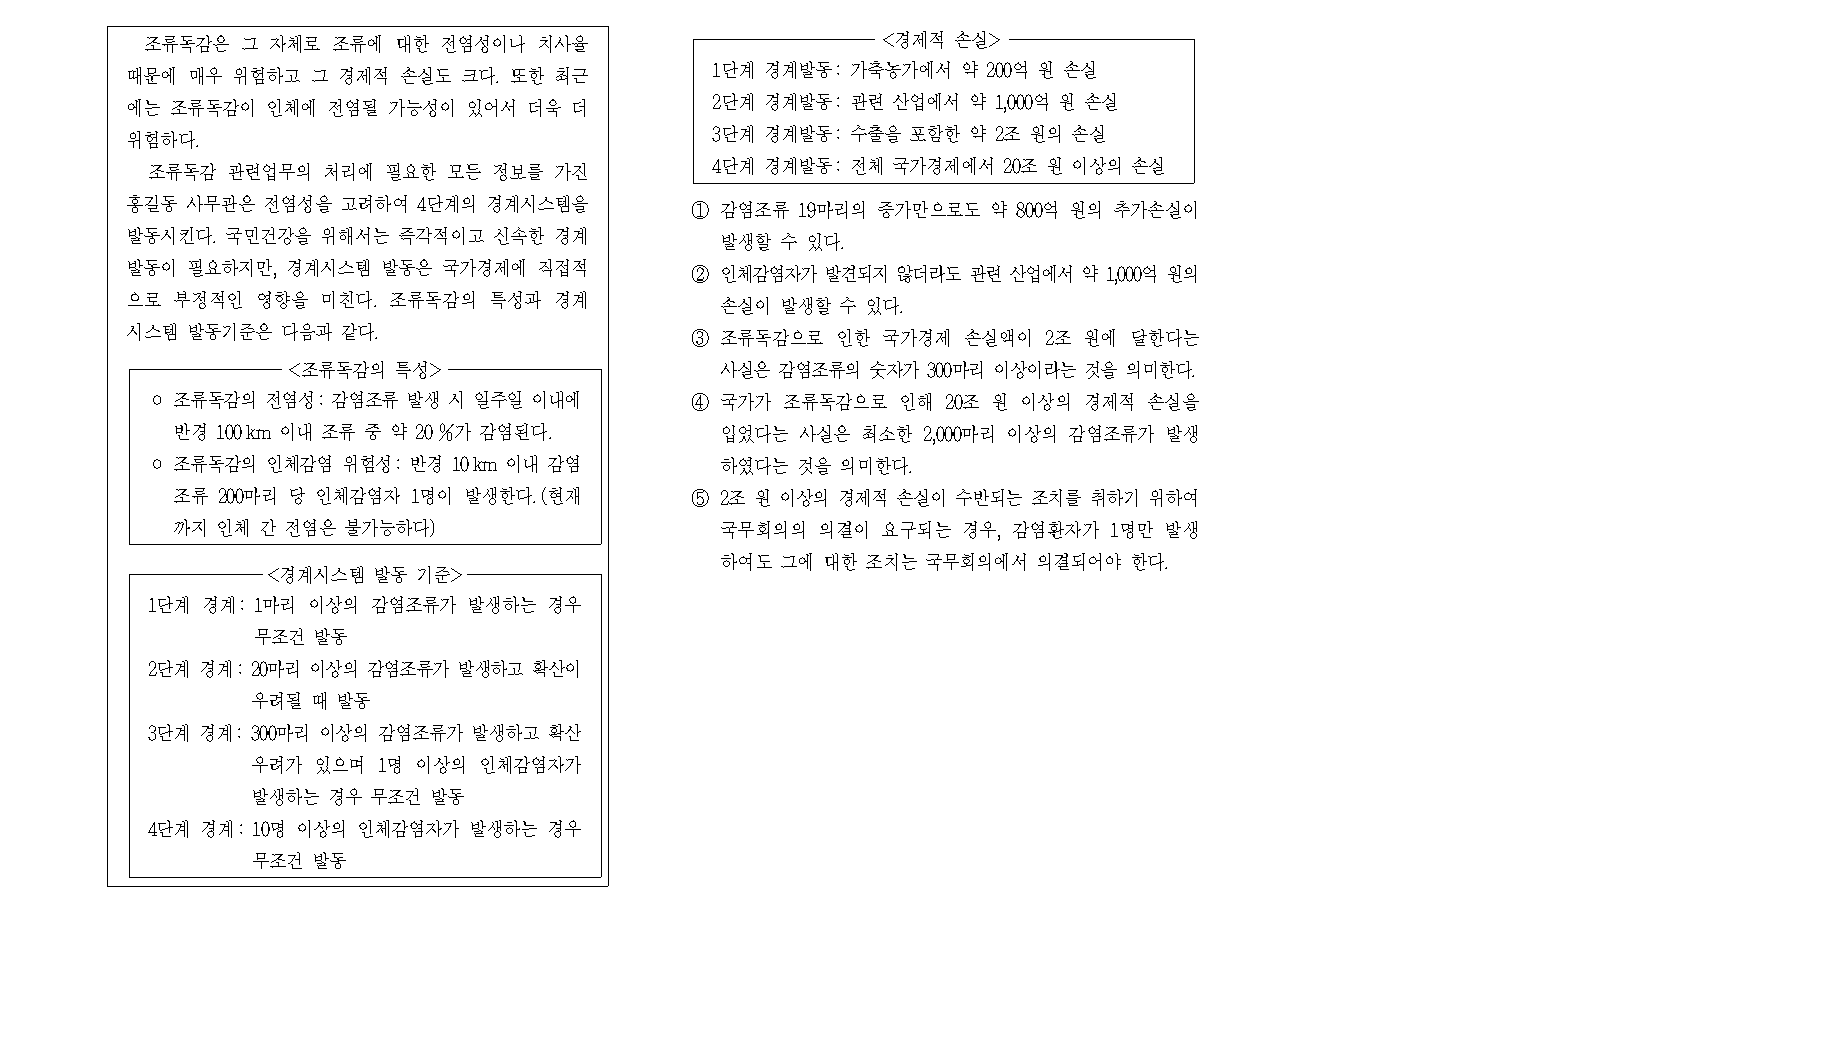 조류독감은 그 자체로 조류에 대한 전염성이나 치사율
때문에 매우 위험하고 그 경제적 손실도 크다. 또한 최근
에는 조류독감이 인체에 전염될 가능성이 있어서 더욱 더
위험하다.
조류독감 관련업무의 처리에 필요한 모든 정보를 가진
홍길동 사무관은 전염성을 고려하여 4단계의 경계시스템을
발동시킨다. 국민건강을 위해서는 즉각적이고 신속한 경계
발동이 필요하지만, 경계시스템 발동은 국가경제에 직접적
으로 부정적인 영향을 미친다. 조류독감의 특성과 경계
시스템 발동기준은 다음과 같다.
<조류독감의 특성>
○ 조류독감의 전염성: 감염조류 발생 시 일주일 이내에
반경 100km 이내 조류 중 약 20%가 감염된다.
○ 조류독감의 인체감염 위험성: 반경 10km 이내 감염
조류 200마리 당 인체감염자 1명이 발생한다.(현재
까지 인체 간 전염은 불가능하다)
<경계시스템 발동 기준>
1단계 경계: 1마리 이상의 감염조류가 발생하는 경우
무조건 발동
2단계 경계: 20마리 이상의 감염조류가 발생하고 확산이
우려될 때 발동
3단계 경계: 300마리 이상의 감염조류가 발생하고 확산
우려가 있으며 1명 이상의 인체감염자가
발생하는 경우 무조건 발동
4단계 경계: 10명 이상의 인체감염자가 발생하는 경우
무조건 발동
<경제적 손실>
1단계 경계발동: 가축농가에서 약 200억 원 손실
2단계 경계발동: 관련 산업에서 약 1,000억 원 손실
3단계 경계발동: 수출을 포함한 약 2조 원의 손실
4단계 경계발동: 전체 국가경제에서 20조 원 이상의 손실
① 감염조류 19마리의 증가만으로도 약 800억 원의 추가손실이
발생할 수 있다.
② 인체감염자가 발견되지 않더라도 관련 산업에서 약 1,000억 원의
손실이 발생할 수 있다.
③ 조류독감으로 인한 국가경제 손실액이 2조 원에 달한다는
사실은 감염조류의 숫자가 300마리 이상이라는 것을 의미한다.
④ 국가가 조류독감으로 인해 20조 원 이상의 경제적 손실을
입었다는 사실은 최소한 2,000마리 이상의 감염조류가 발생
하였다는 것을 의미한다.
⑤ 2조 원 이상의 경제적 손실이 수반되는 조치를 취하기 위하여
국무회의의 의결이 요구되는 경우, 감염환자가 1명만 발생
하여도 그에 대한 조치는 국무회의에서 의결되어야 한다.